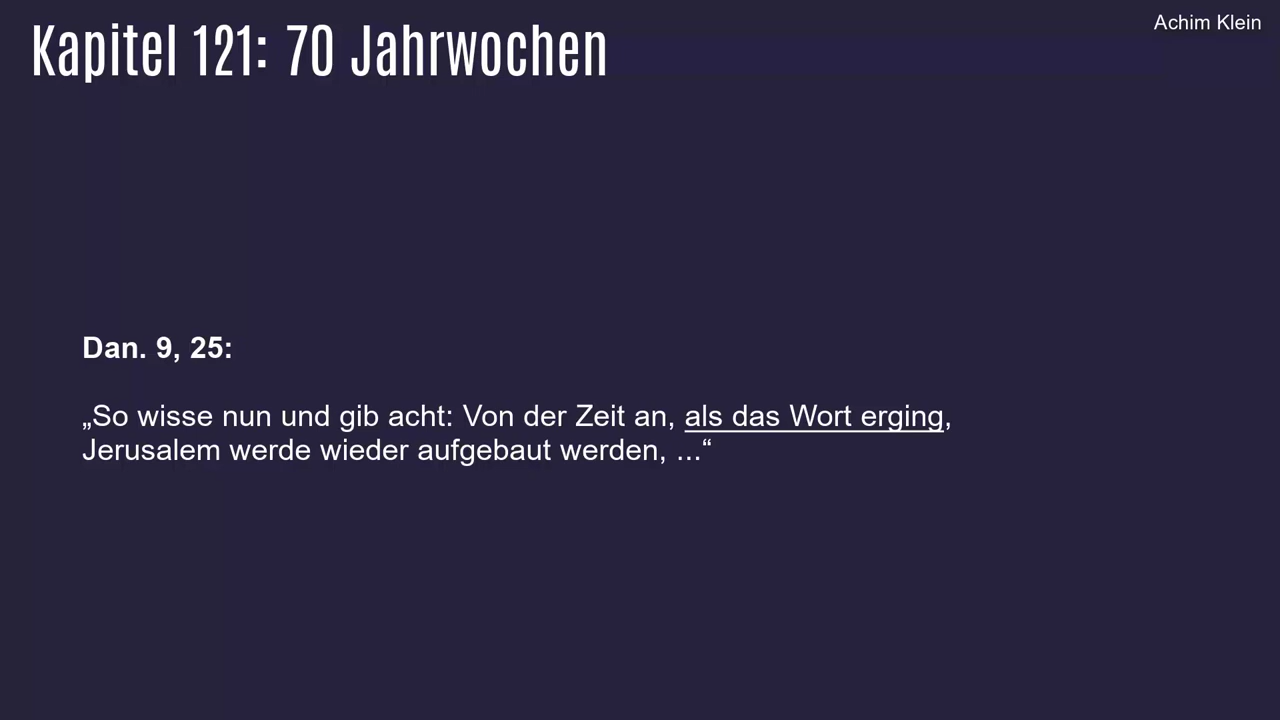 Achim Klein
Kapitel 121: 70 Jahrwochen
Dan. 9, 25:
„So wisse nun und gib acht: Von der Zeit an, als das Wort erging,
Jerusalem werde wieder aufgebaut werden, ...“